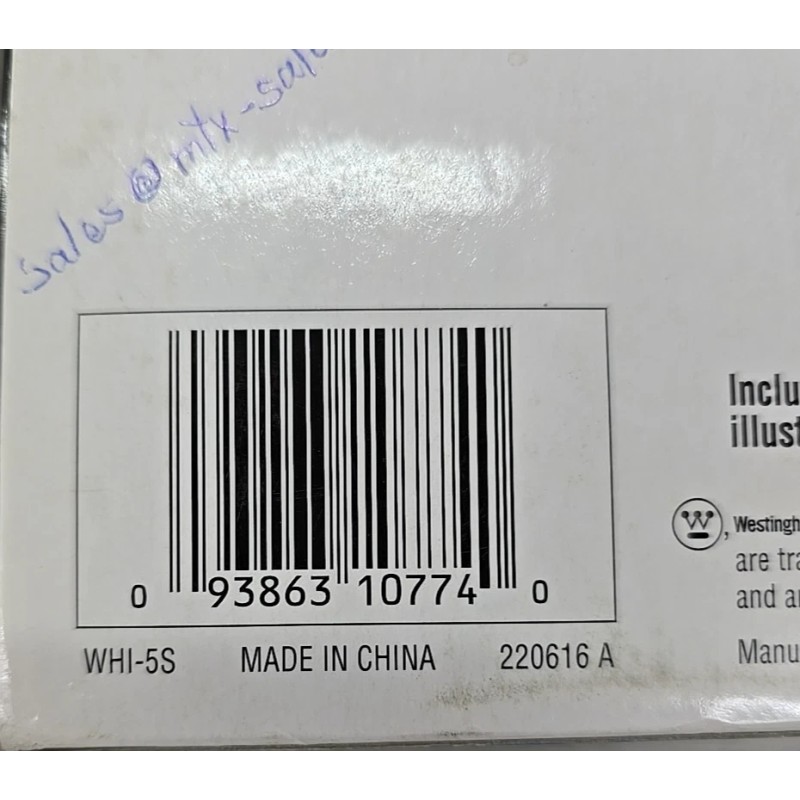 sales@mtx-sal
Inclu
illust
W, Westingh
are tra
and a
0 93863 10774 0
WHI-5S MADE IN CHINA 220616 A
Manu